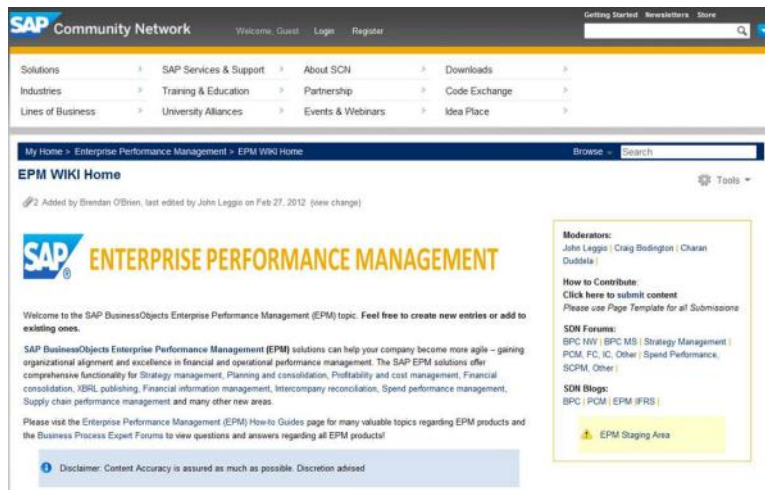 Getting Started Newsletters Store
SAP Community Network Welcome, Guest Login Register
Solutions SAP Services & Support About SCN Downloads
Industries Training & Education Partnership Code Exchange
Lines of Business University Alliances Events & Webinars Idea Place
My Home > Enterprise Performance Management > EPM WIKI Home Browse Search
EPM WIKI Home
Tools
2 Added by Brendan O'Brien, last edited by John Leggio on Feb 27, 2012 (view change)
SAP® ENTERPRISE PERFORMANCE MANAGEMENT
Welcome to the SAP BusinessObjects Enterprise Performance Management (EPM) topic. Feel free to create new entries or add to
existing ones.
SAP BusinessObjects Enterprise Performance Management (EPM) solutions can help your company become more agile – gaining
organizational alignment and excellence in financial and operational performance management. The SAP EPM solutions offer
comprehensive functionality for Strategy management, Planning and consolidation, Profitability and cost management, Financial
consolidation, XBRL publishing, Financial information management, Intercompany reconciliation, Spend performance management,
Supply chain performance management and many other new areas.
Please visit the Enterprise Performance Management (EPM) How-to Guides page for many valuable topics regarding EPM products and
the Business Process Expert Forums to view questions and answers regarding all EPM products!
Disclaimer: Content Accuracy is assured as much as possible. Discretion advised
Moderators:
John Leggio | Craig Bodington | Charan
Duddela |
How to Contribute:
Click here to submit content
Please use Page Template for all Submissions
SDN Forums:
BPC NW | BPC MS | Strategy Management |
PCM, FC, IC, Other | Spend Performance,
SCPM, Other |
SDN Blogs:
BPC | PCM | EPM |IFRS |
EPM Staging Area